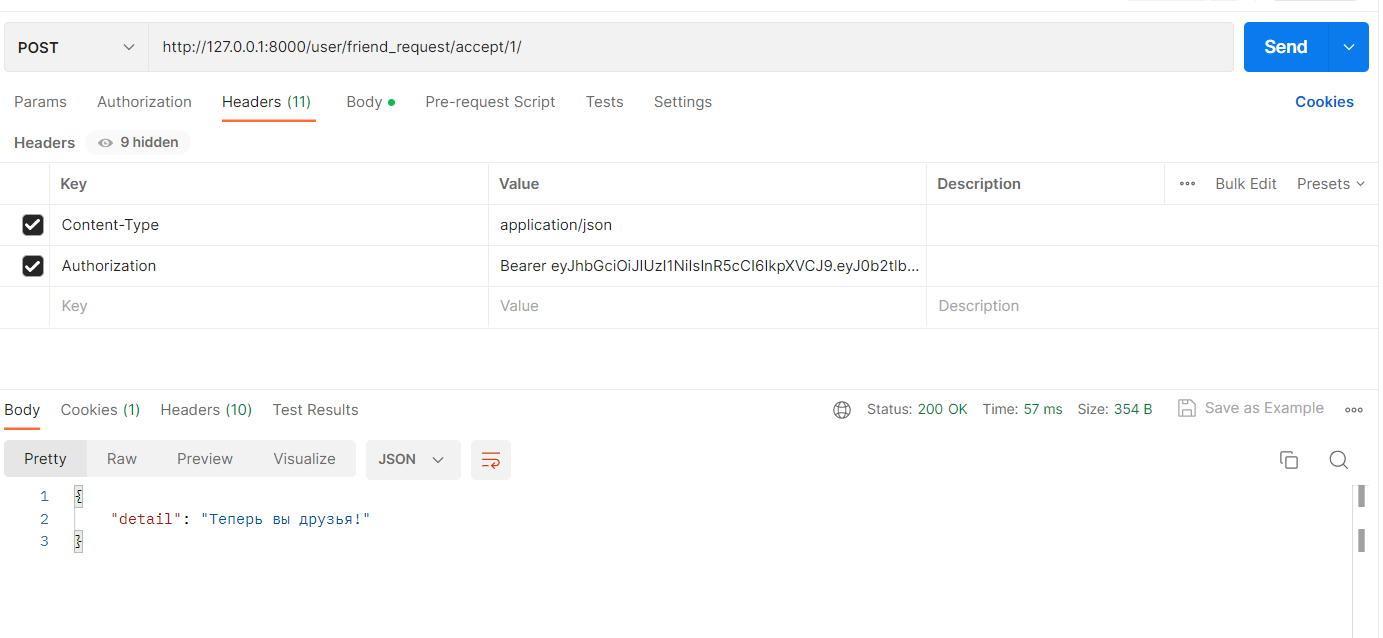 POST http://127.0.0.1:8000/user/friend_request/accept/1/ Send
Params Authorization Headers (11) Body Pre-request Script Tests Settings Cookies
Headers 9 hidden
Key Value Description Bulk Edit Presets
Content-Type application/json
Authorization Bearer eyJhbGciOiJIUzI1NiIsInR5cCI6IkpXVCJ9.eyJ0b2tlb...
Key Value Description
Body Cookies (1) Headers (10) Test Results Status: 200 OK Time: 57 ms Size: 354 B Save as Example
Pretty Raw Preview Visualize JSON
1 {
2 "detail": "Теперь вы друзья!"
3 }